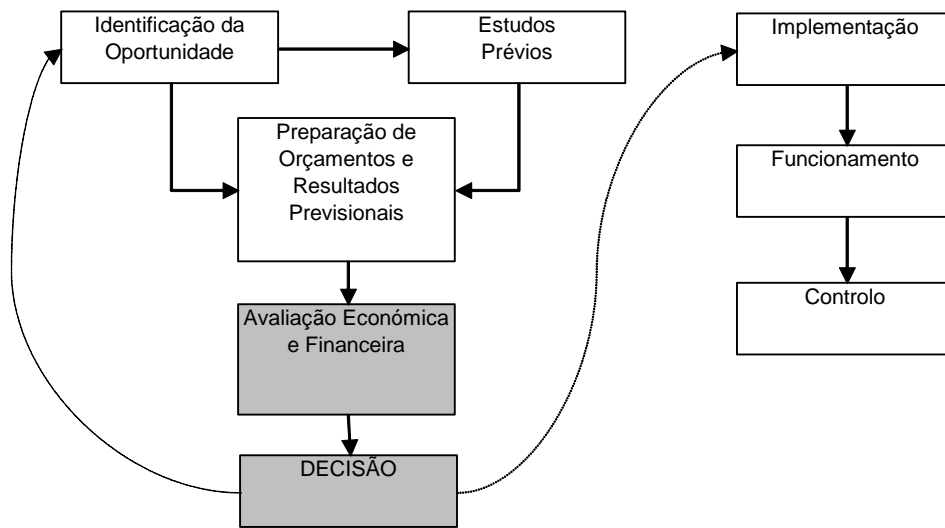 Identificação da
Oportunidade
Estudos
Prévios
Implementação
Preparação de
Orçamentos e
Resultados
Previsionais
Funcionamento
Controlo
Avaliação Económica
e Financeira
DECISÃO